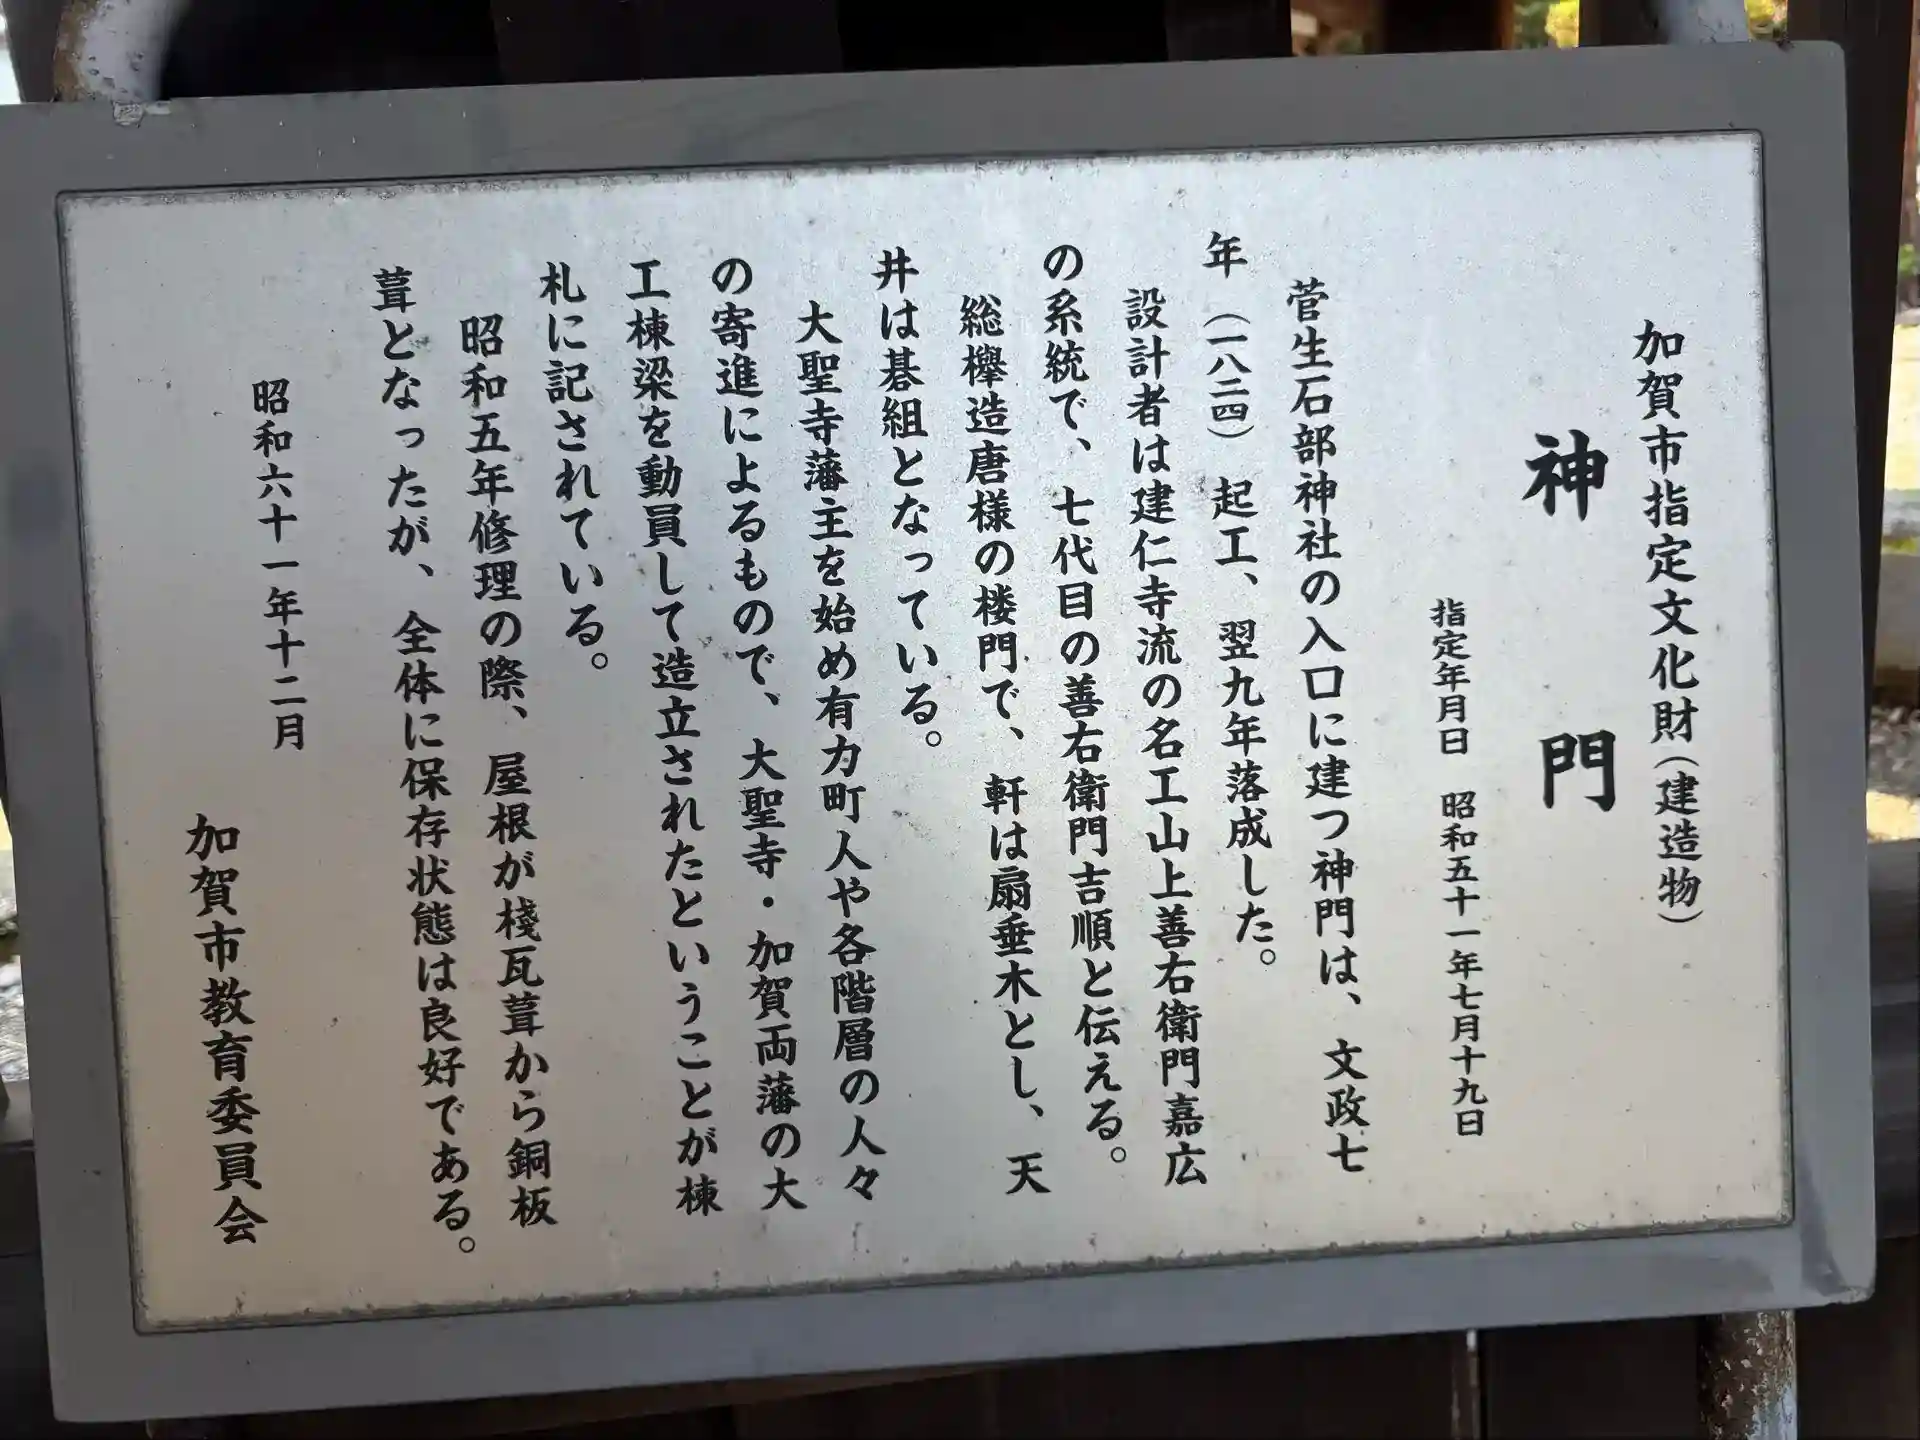 加賀市指定文化財（建造物）
神門
指定年月日　昭和五十一年七月十九日
菅生石部神社の入口に建つ神門は、文政七
年（一八二四）起工、翌九年落成した。
設計者は建仁寺流の名工山上善右衛門嘉広
の系統で、七代目の善右衛門吉順と伝える。
総欅造唐様の楼門で、軒は扇垂木とし、天
井は碁組となっている。
大聖寺藩主を始め有力町人や各階層の人々
の寄進によるもので、大聖寺・加賀両藩の大
工棟梁を動員して造立されたということが棟
札に記されている。
昭和五年修理の際、屋根が棧瓦葺から銅板
葺となったが、全体に保存状態は良好である。
昭和六十一年十二月
加賀市教育委員会